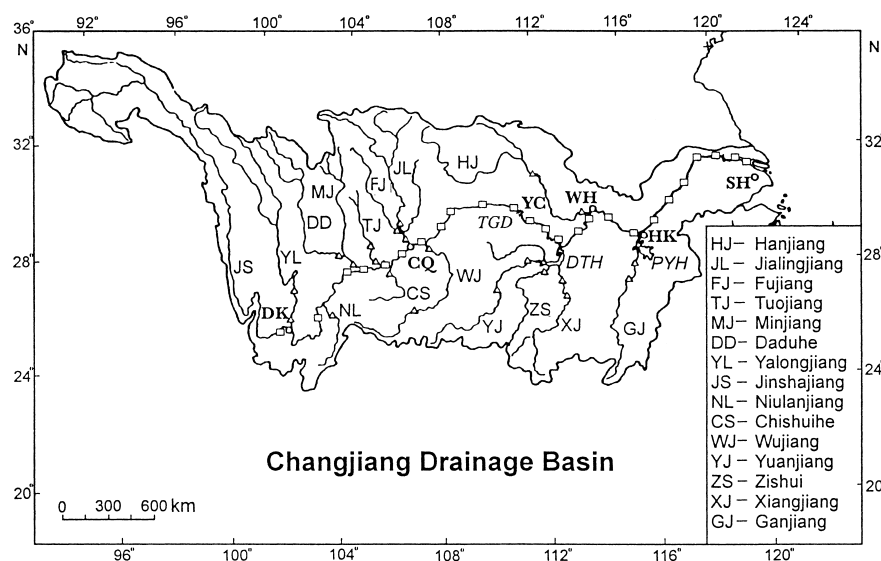 36° 92° 96° 100° 104° 108° 112° 116° 120° 124°
N N
32° 32°
28° 28°
24° 24°
20° 20°
96° 100° 104° 108° 112° 116° 120°
HJ
JL
MJ
FJ
DD
TJ
TGD
YC
WH
SH
HK
JS
YL
CQ
WJ
DTH
PYH
DK
NL
CS
YJ
ZS
XJ
GJ
HJ – Hanjiang
JL – Jialingjiang
FJ – Fujiang
TJ – Tuojiang
MJ – Minjiang
DD – Daduhe
YL – Yalongjiang
JS – Jinshajiang
NL – Niulanjiang
CS – Chishuihe
WJ – Wujiang
YJ – Yuanjiang
ZS – Zishui
XJ – Xiangjiang
GJ – Ganjiang
Changjiang Drainage Basin
0 300 600 km